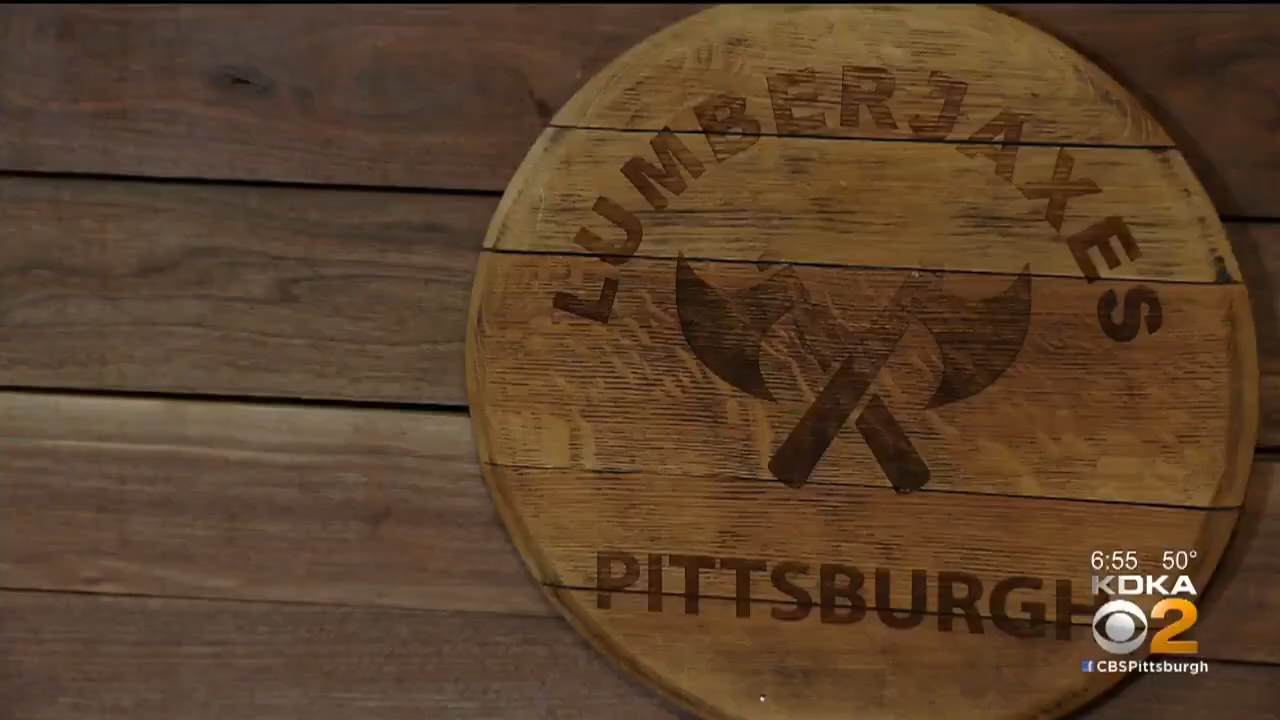 LUMBERJAXES
PITTSBURGH
6:55 50°
KDKA
2
f CBSPittsburgh